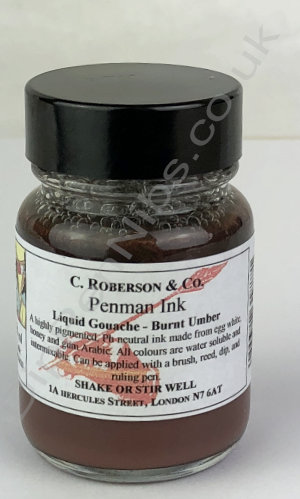 C. ROBERSON & CO.
Penman Ink
Liquid Gouache - Burnt Umber
A highly pigmented, Ph neutral ink made from egg white,
honey and gum Arabic. All colours are water soluble and
intermixable. Can be applied with a brush, reed, dip, and
ruling pen.
SHAKE OR STIR WELL
1A HERCULES STREET, LONDON N7 6AT